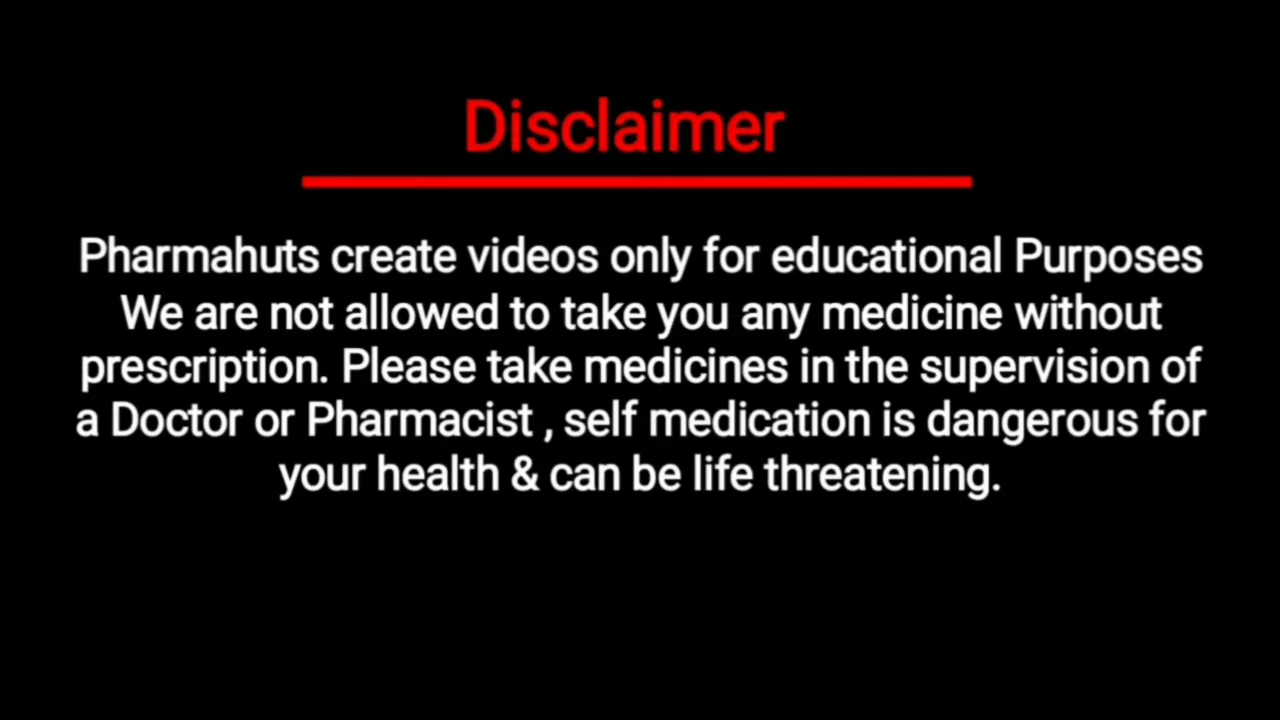 Disclaimer
Pharmahuts create videos only for educational Purposes
We are not allowed to take you any medicine without
prescription. Please take medicines in the supervision of
a Doctor or Pharmacist , self medication is dangerous for
your health & can be life threatening.